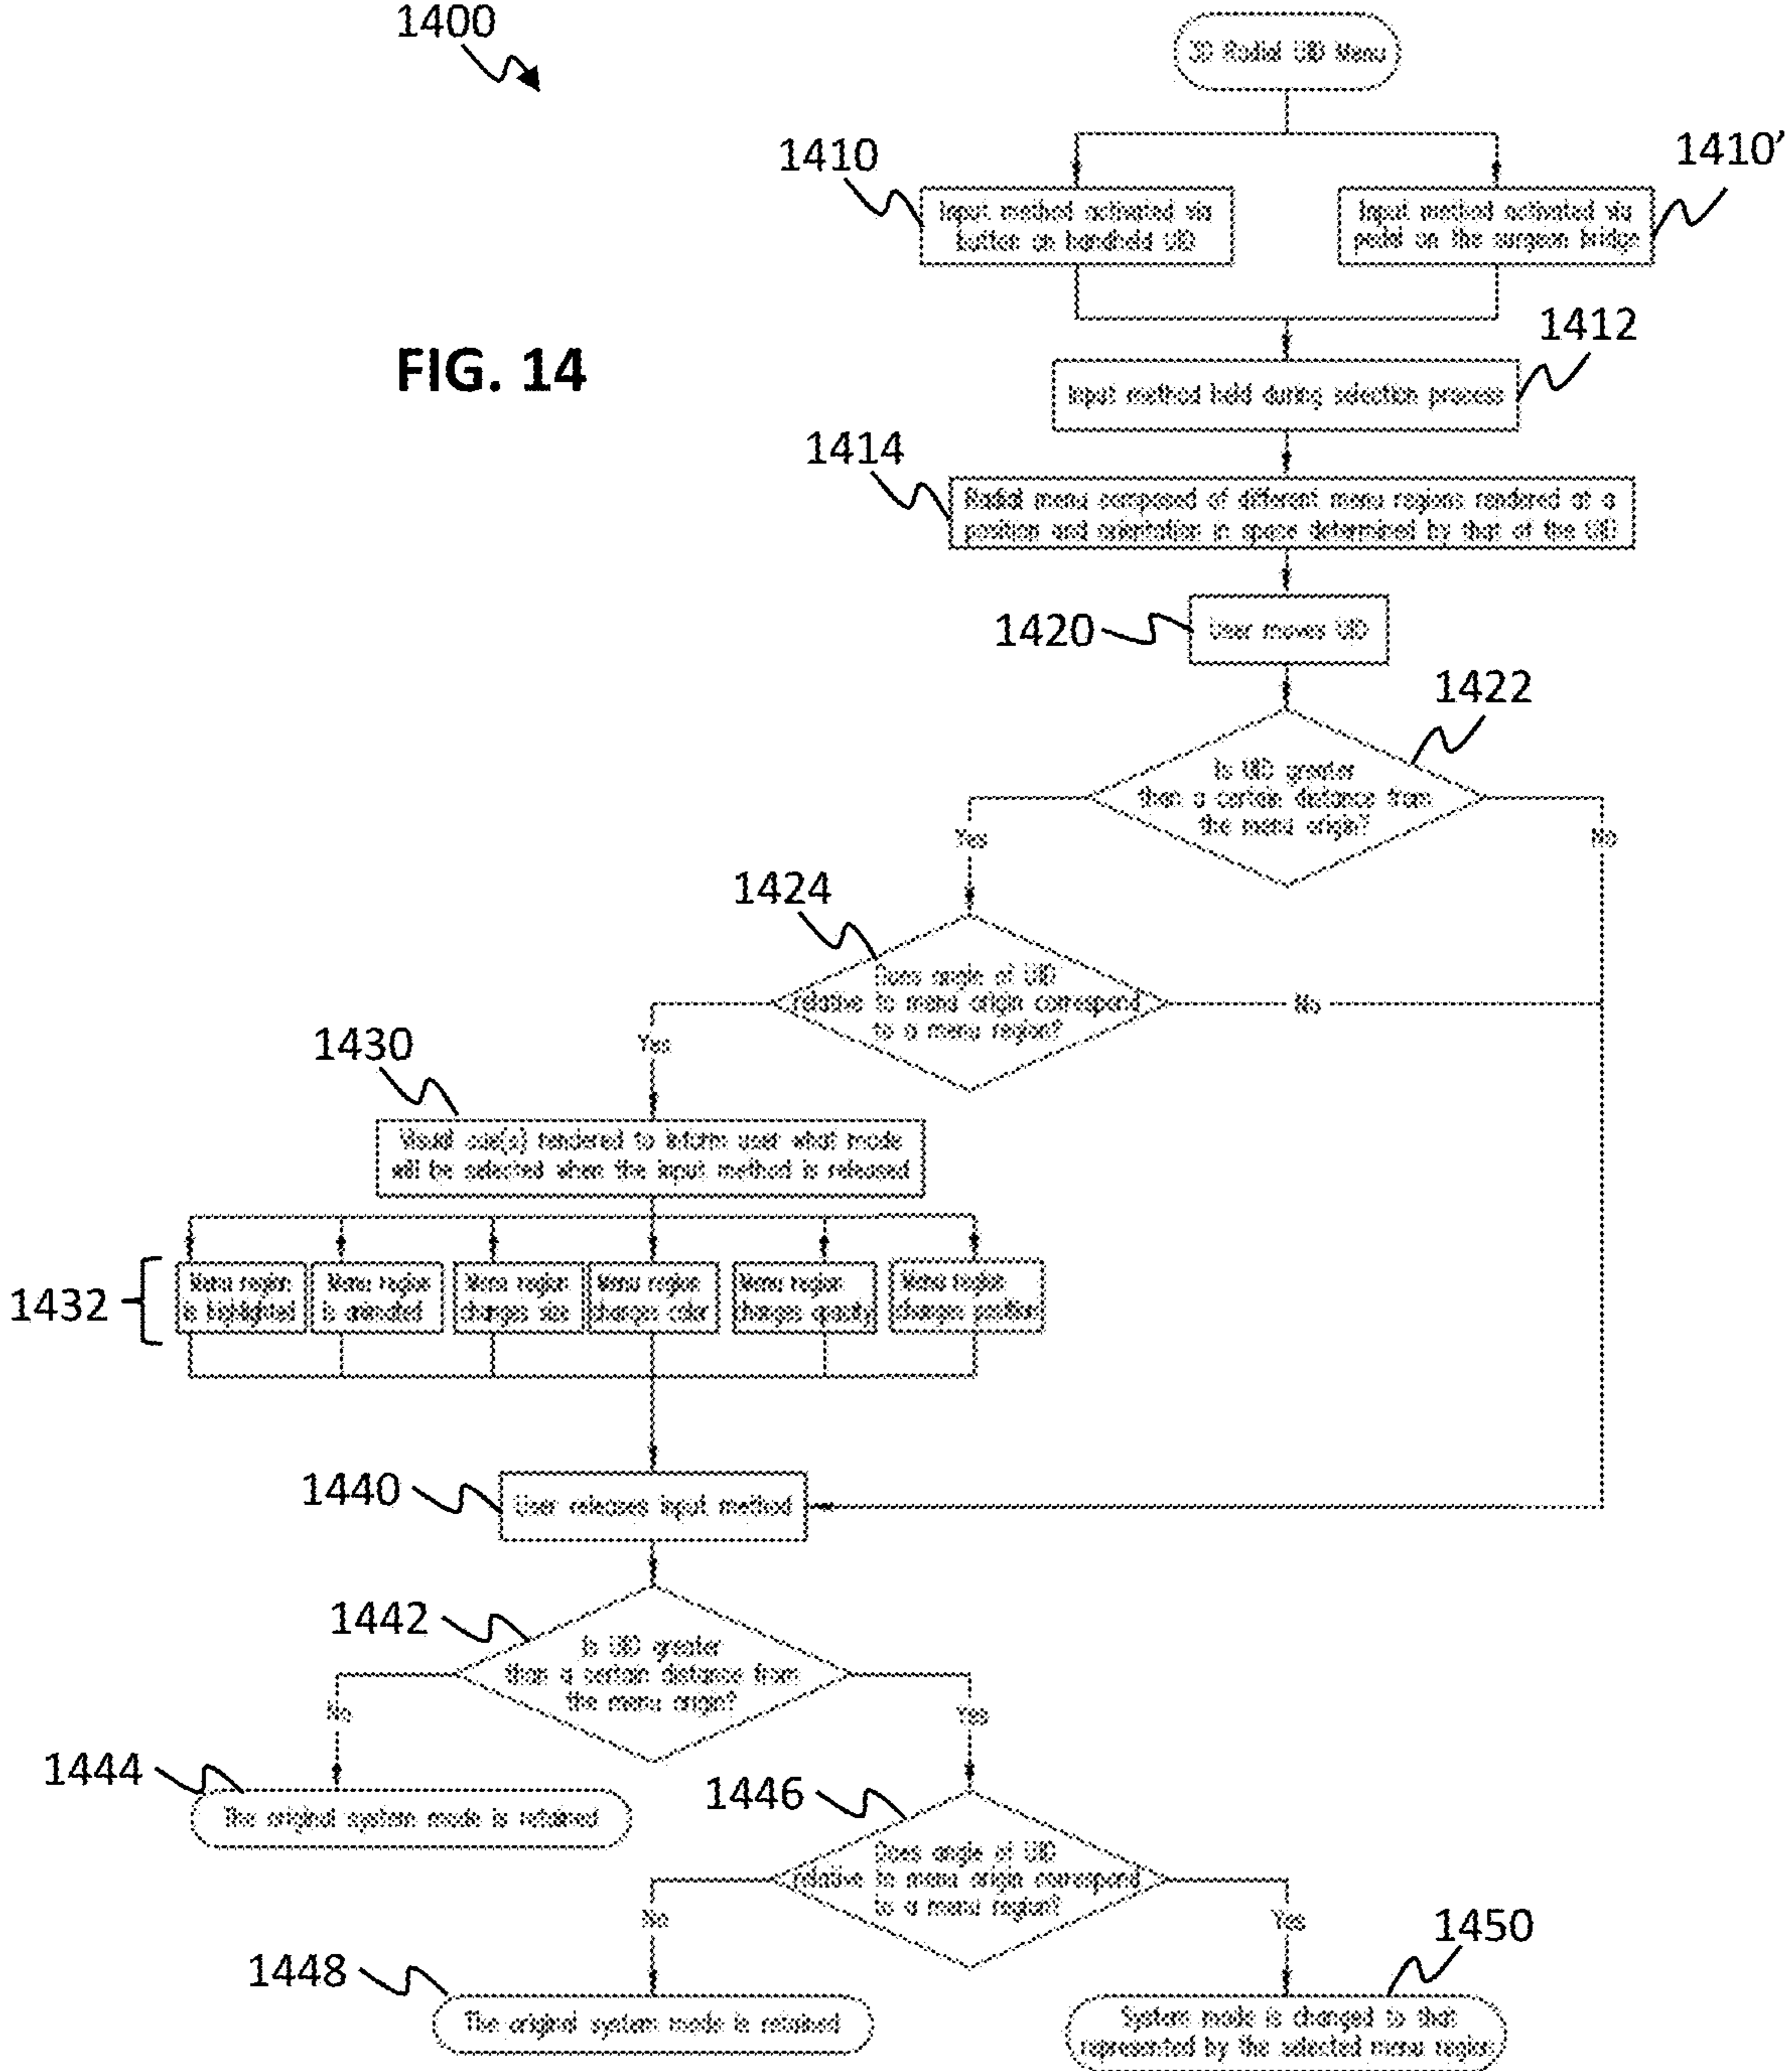 1400
3D Radial UID Menu
1410
1410'
Input method activated via
button on handheld UID
Input method activated via
pedal on the surgeon bridge
1412
FIG. 14
Input method held during selection process
1414
Radial menu composed of different menu regions rendered at a
position and orientation in space determined by that of the UID
1420
User moves UID
1422
Is UID greater
than a certain distance from
the menu origin?
Yes
No
1424
Does angle of UID
relative to menu origin correspond
to a menu region?
Yes
No
1430
Visual cue(s) rendered to inform user what mode
will be selected when the input method is released
1432
Menu region
is highlighted
Menu region
is animated
Menu region
changes size
Menu region
changes color
Menu region
changes opacity
Menu region
changes position
1440
User releases input method
1442
Is UID greater
than a certain distance from
the menu origin?
No
Yes
1444
The original system mode is retained
1446
Does angle of UID
relative to menu origin correspond
to a menu region?
No
Yes
1448
The original system mode is retained
1450
System mode is changed to that
represented by the selected menu region